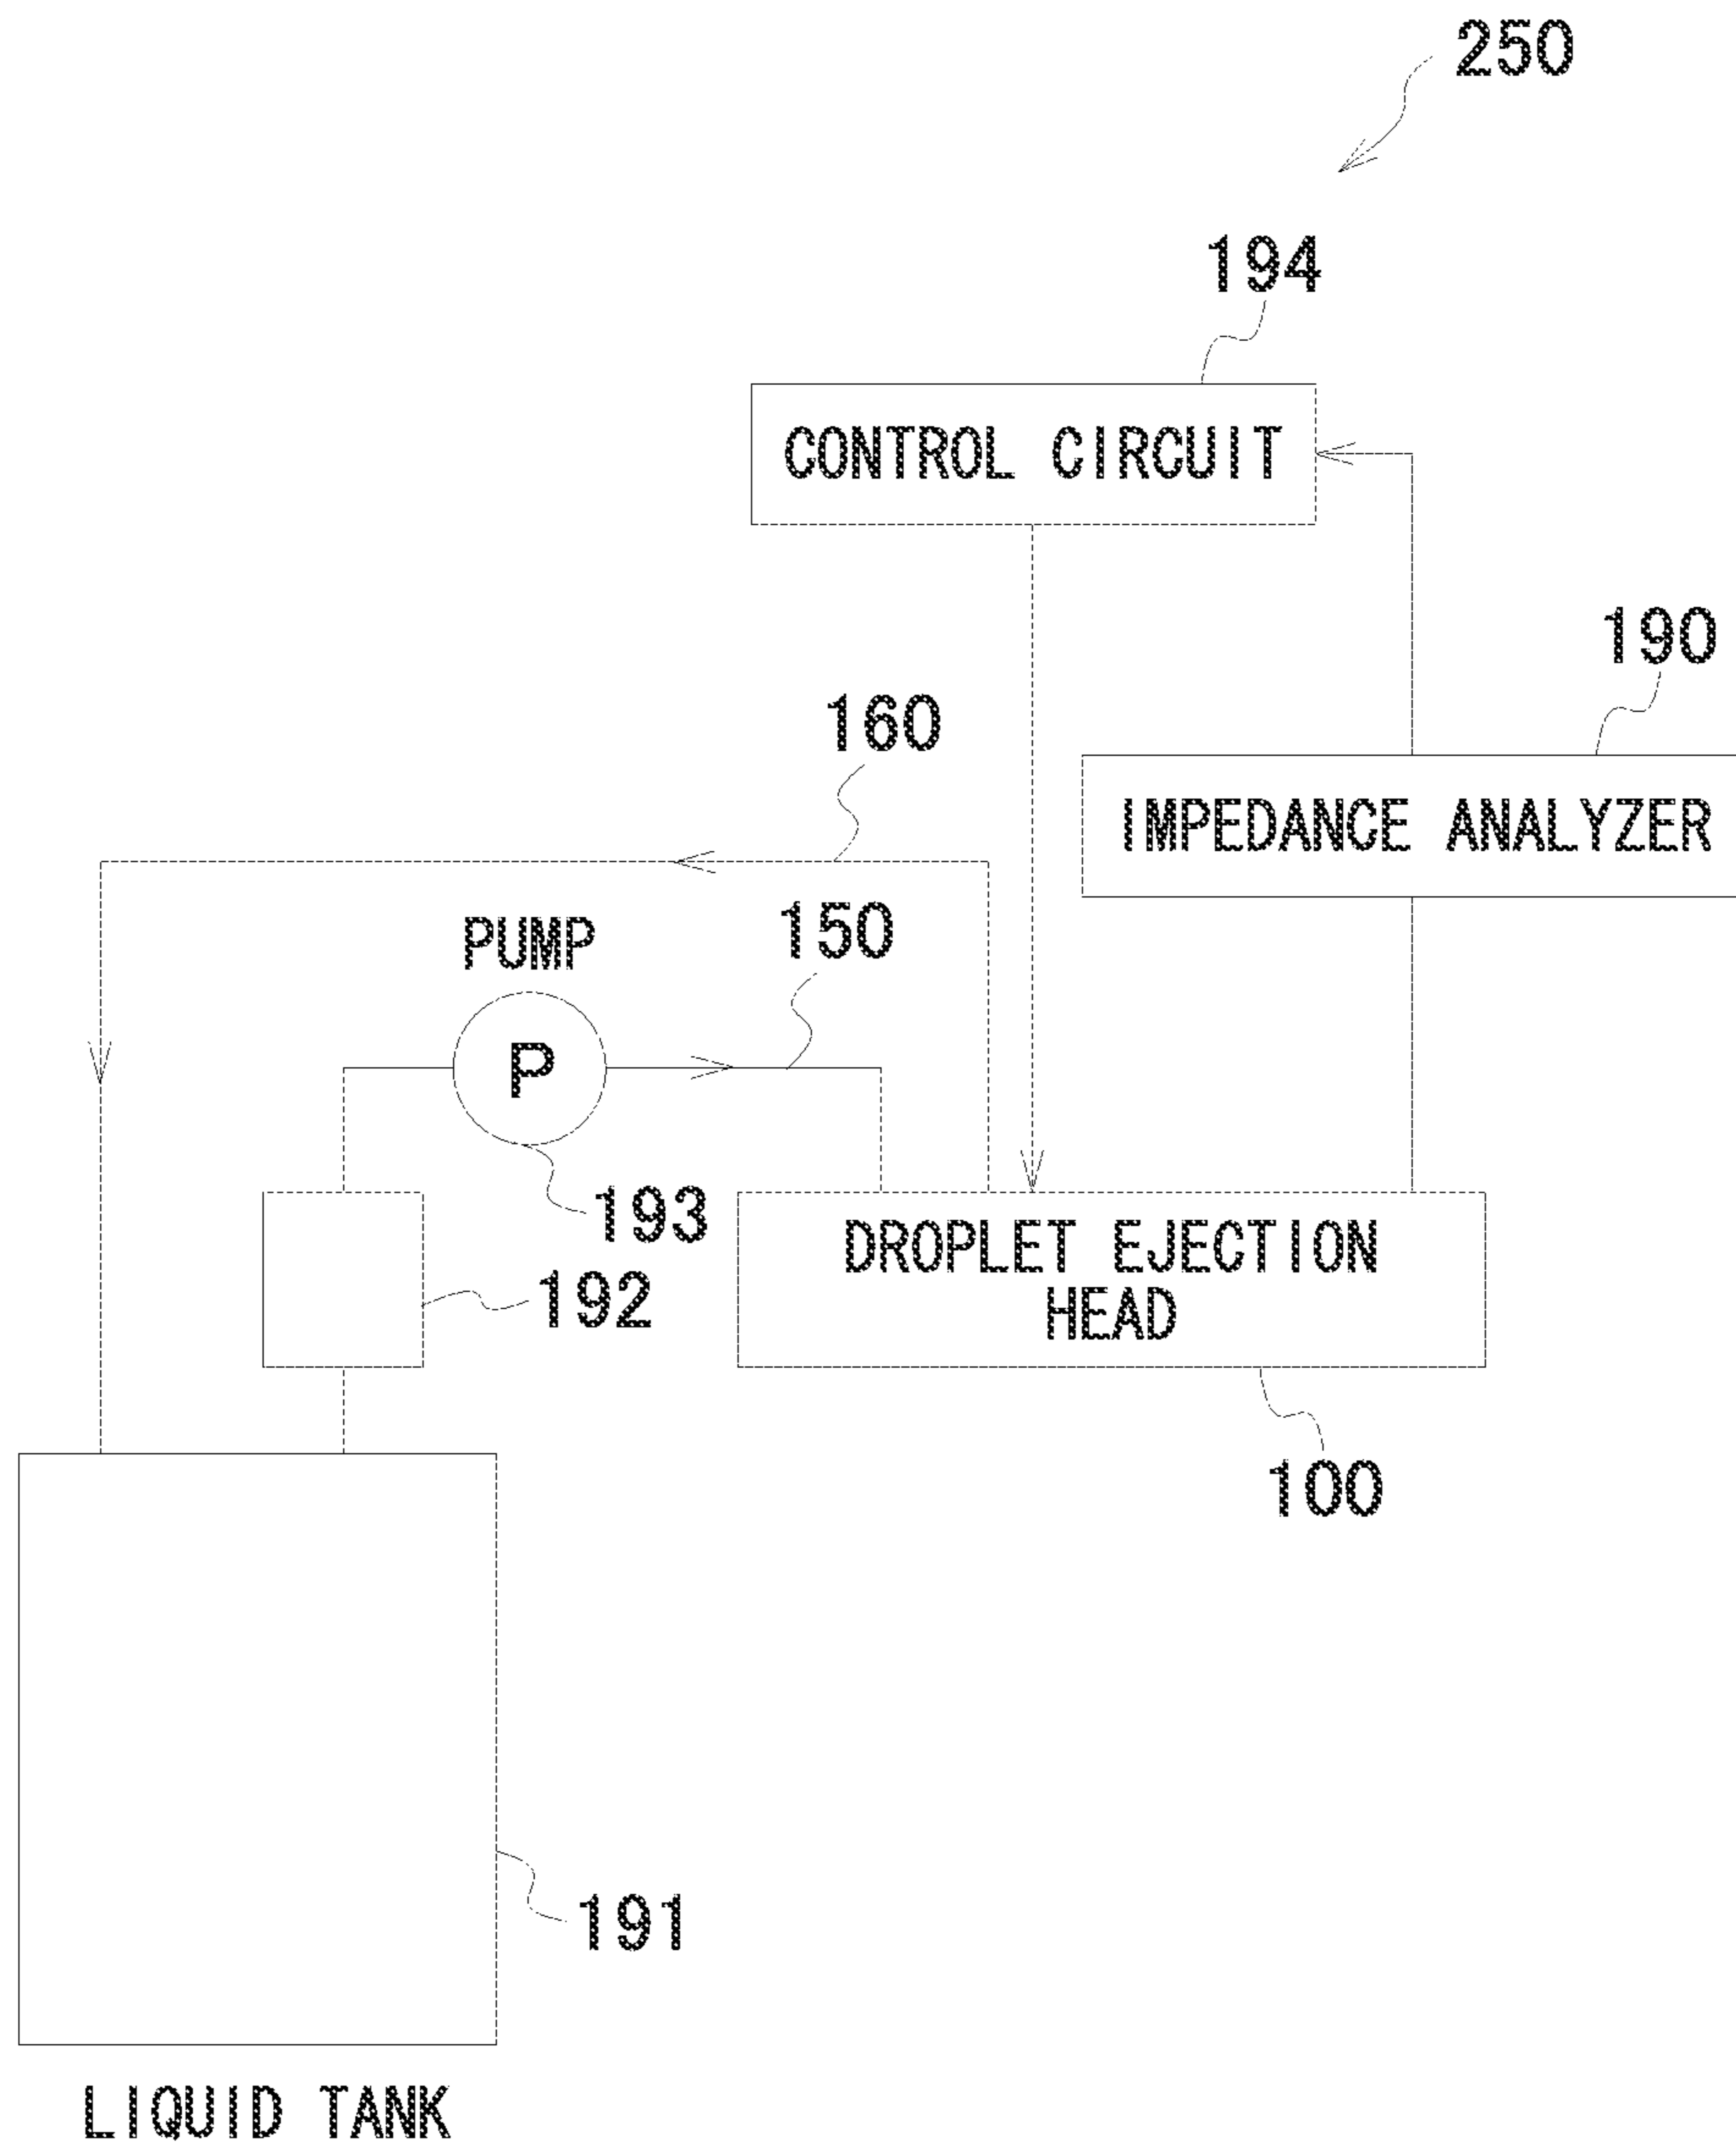 250
194
CONTROL CIRCUIT
190
160
IMPEDANCE ANALYZER
150
PUMP
P
193
DROPLET EJECTION
HEAD
192
100
191
LIQUID TANK